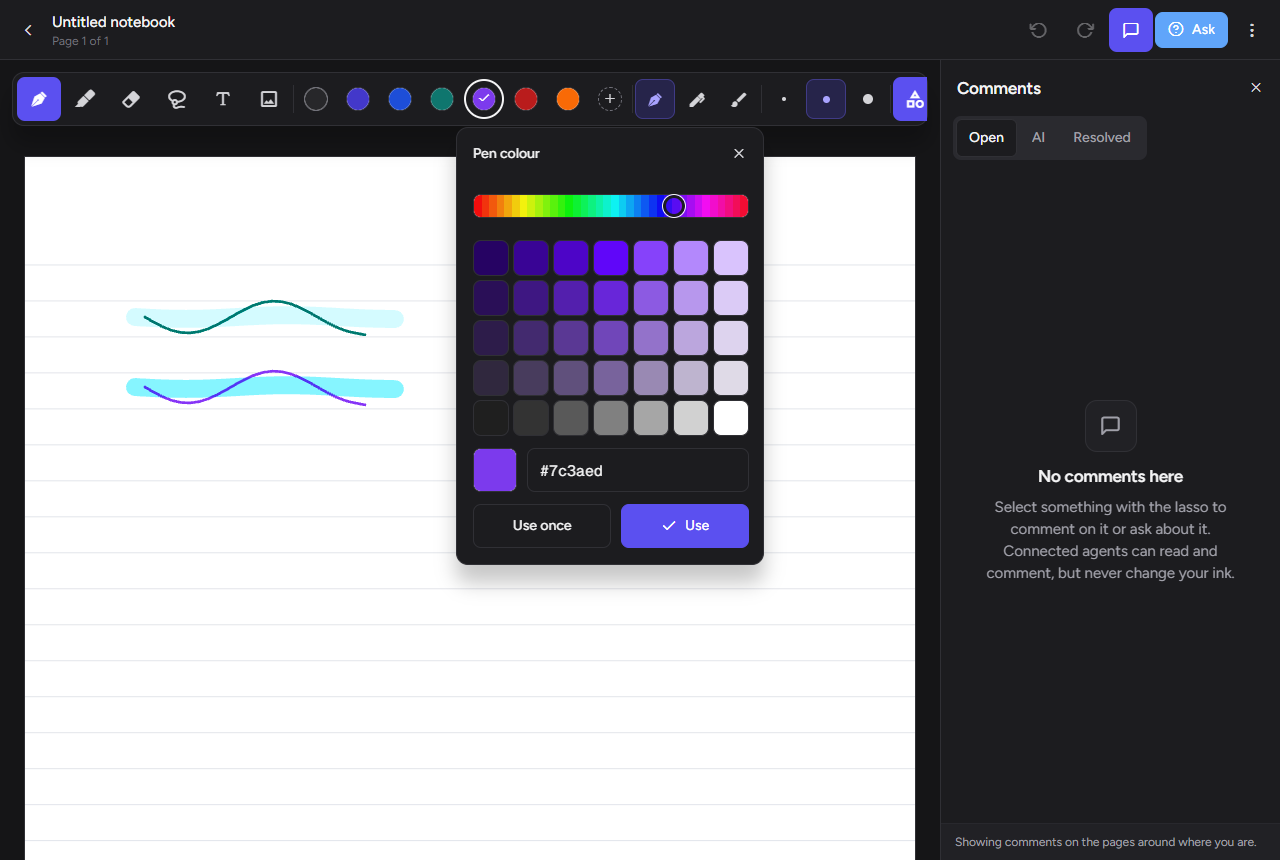 Untitled notebook
Page 1 of 1
Ask
T
Comments
Open
AI
Resolved
Pen colour
#7c3aed
Use once
Use
No comments here
Select something with the lasso to
comment on it or ask about it.
Connected agents can read and
comment, but never change your ink.
Showing comments on the pages around where you are.